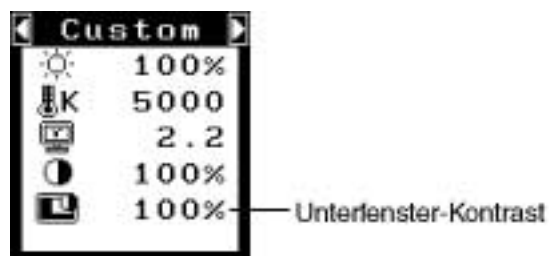 Custom
100%
K 5000
2.2
100%
100% Unterfenster-Kontrast